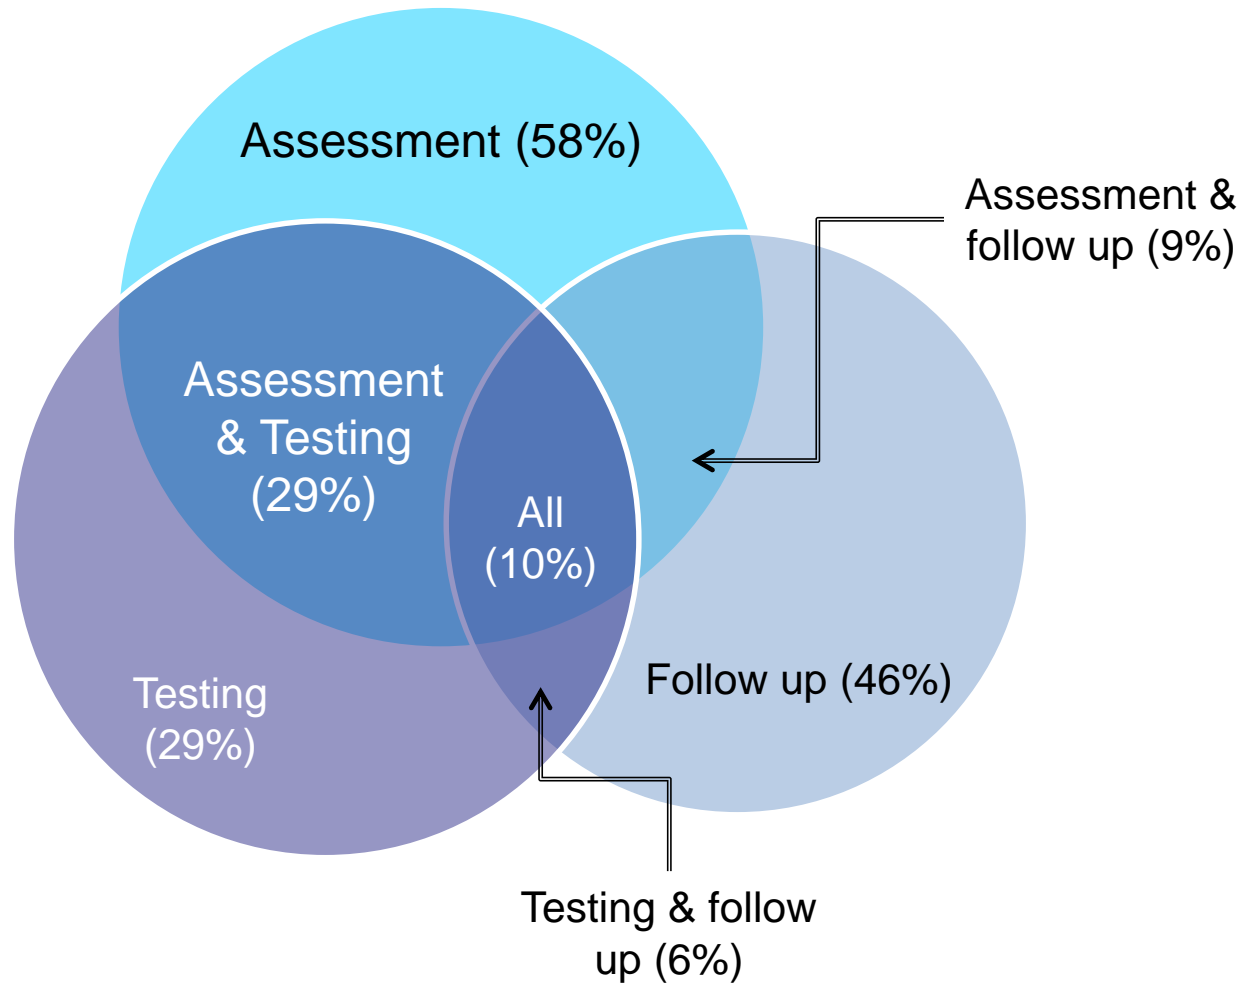 Assessment (58%)
Assessment &
follow up (9%)
Assessment
& Testing
(29%)
All
(10%)
Testing
(29%)
Follow up (46%)
Testing & follow
up (6%)